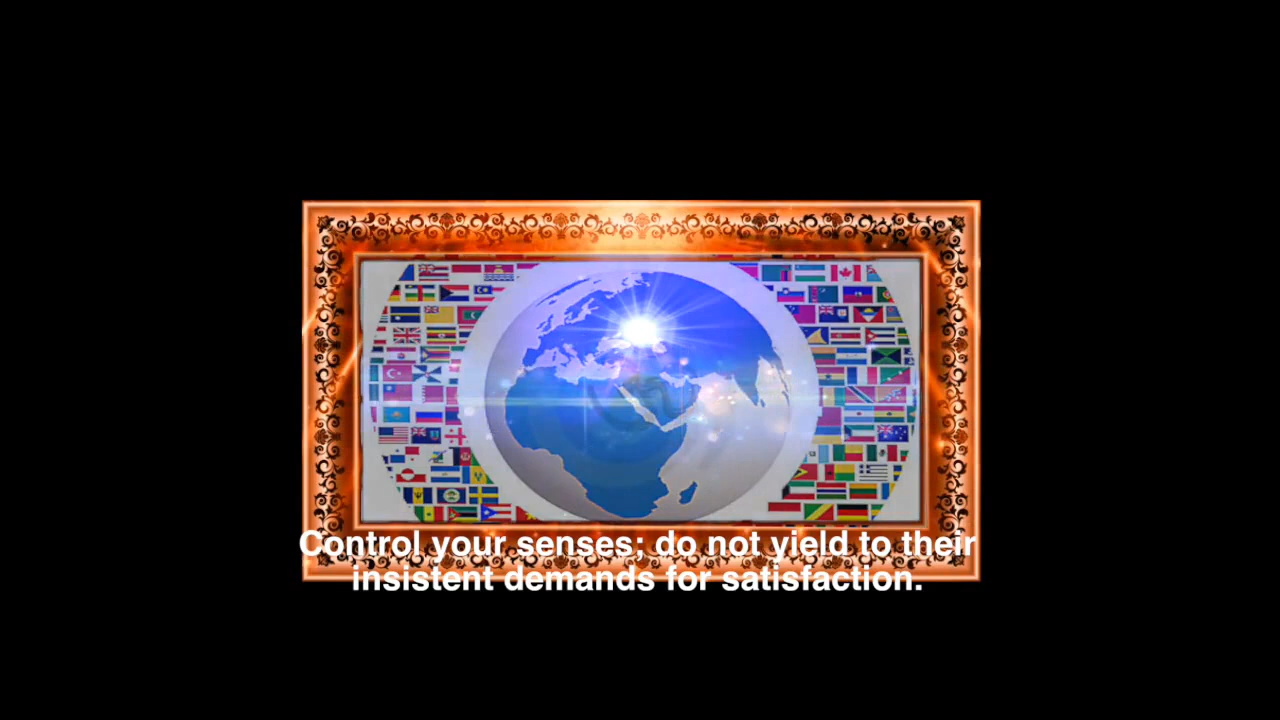 Control your senses; do not yield to their
insistent demands for satisfaction.